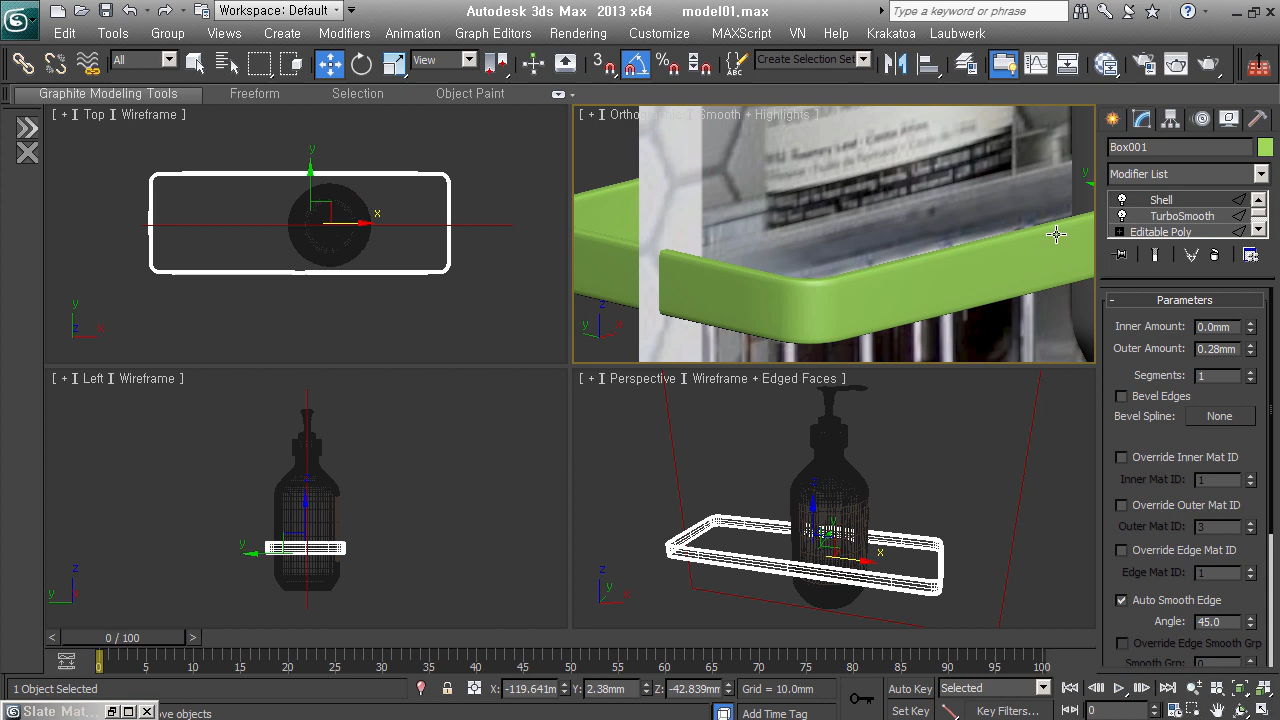 Workspace: Default
Autodesk 3ds Max 2013 x64 model01.max
Type a keyword or phrase
Edit Tools Group Views Create Modifiers Animation Graph Editors Rendering Customize MAXScript VN Help Krakatoa Laubwerk
All
View
3
Create Selection Set
Graphite Modeling Tools Freeform Selection Object Paint
[ + ] [ Top ] [ Wireframe ]
y
x
y
z
x
Smooth + Highlights ]
y
z
y
x
[ + ] [ Left ] [ Wireframe ]
y
z
y
[ + ] [ Perspective ] [ Wireframe + Edged Faces ]
z
y
x
z
y
x
Box001
Modifier List
Shell
TurboSmooth
Editable Poly
Parameters
Inner Amount: 0.0mm
Outer Amount: 0.28mm
Segments: 1
Bevel Edges
Bevel Spline: None
Override Inner Mat ID
Inner Mat ID: 1
Override Outer Mat ID
Outer Mat ID: 3
Override Edge Mat ID
Edge Mat ID: 1
Auto Smooth Edge
Angle: 45.0
Override Edge Smooth Grp
Smooth Grp: 0
< 0 / 100 >
0 5 10 15 20 25 30 35 40 45 50 55 60 65 70 75 80 85 90 95 100
1 Object Selected
X: -119.641m Y: 2.38mm Z: -42.839mm Grid = 10.0mm
Auto Key Selected
Slate Mat...
ve objects
Add Time Tag
Set Key Key Filters...
0